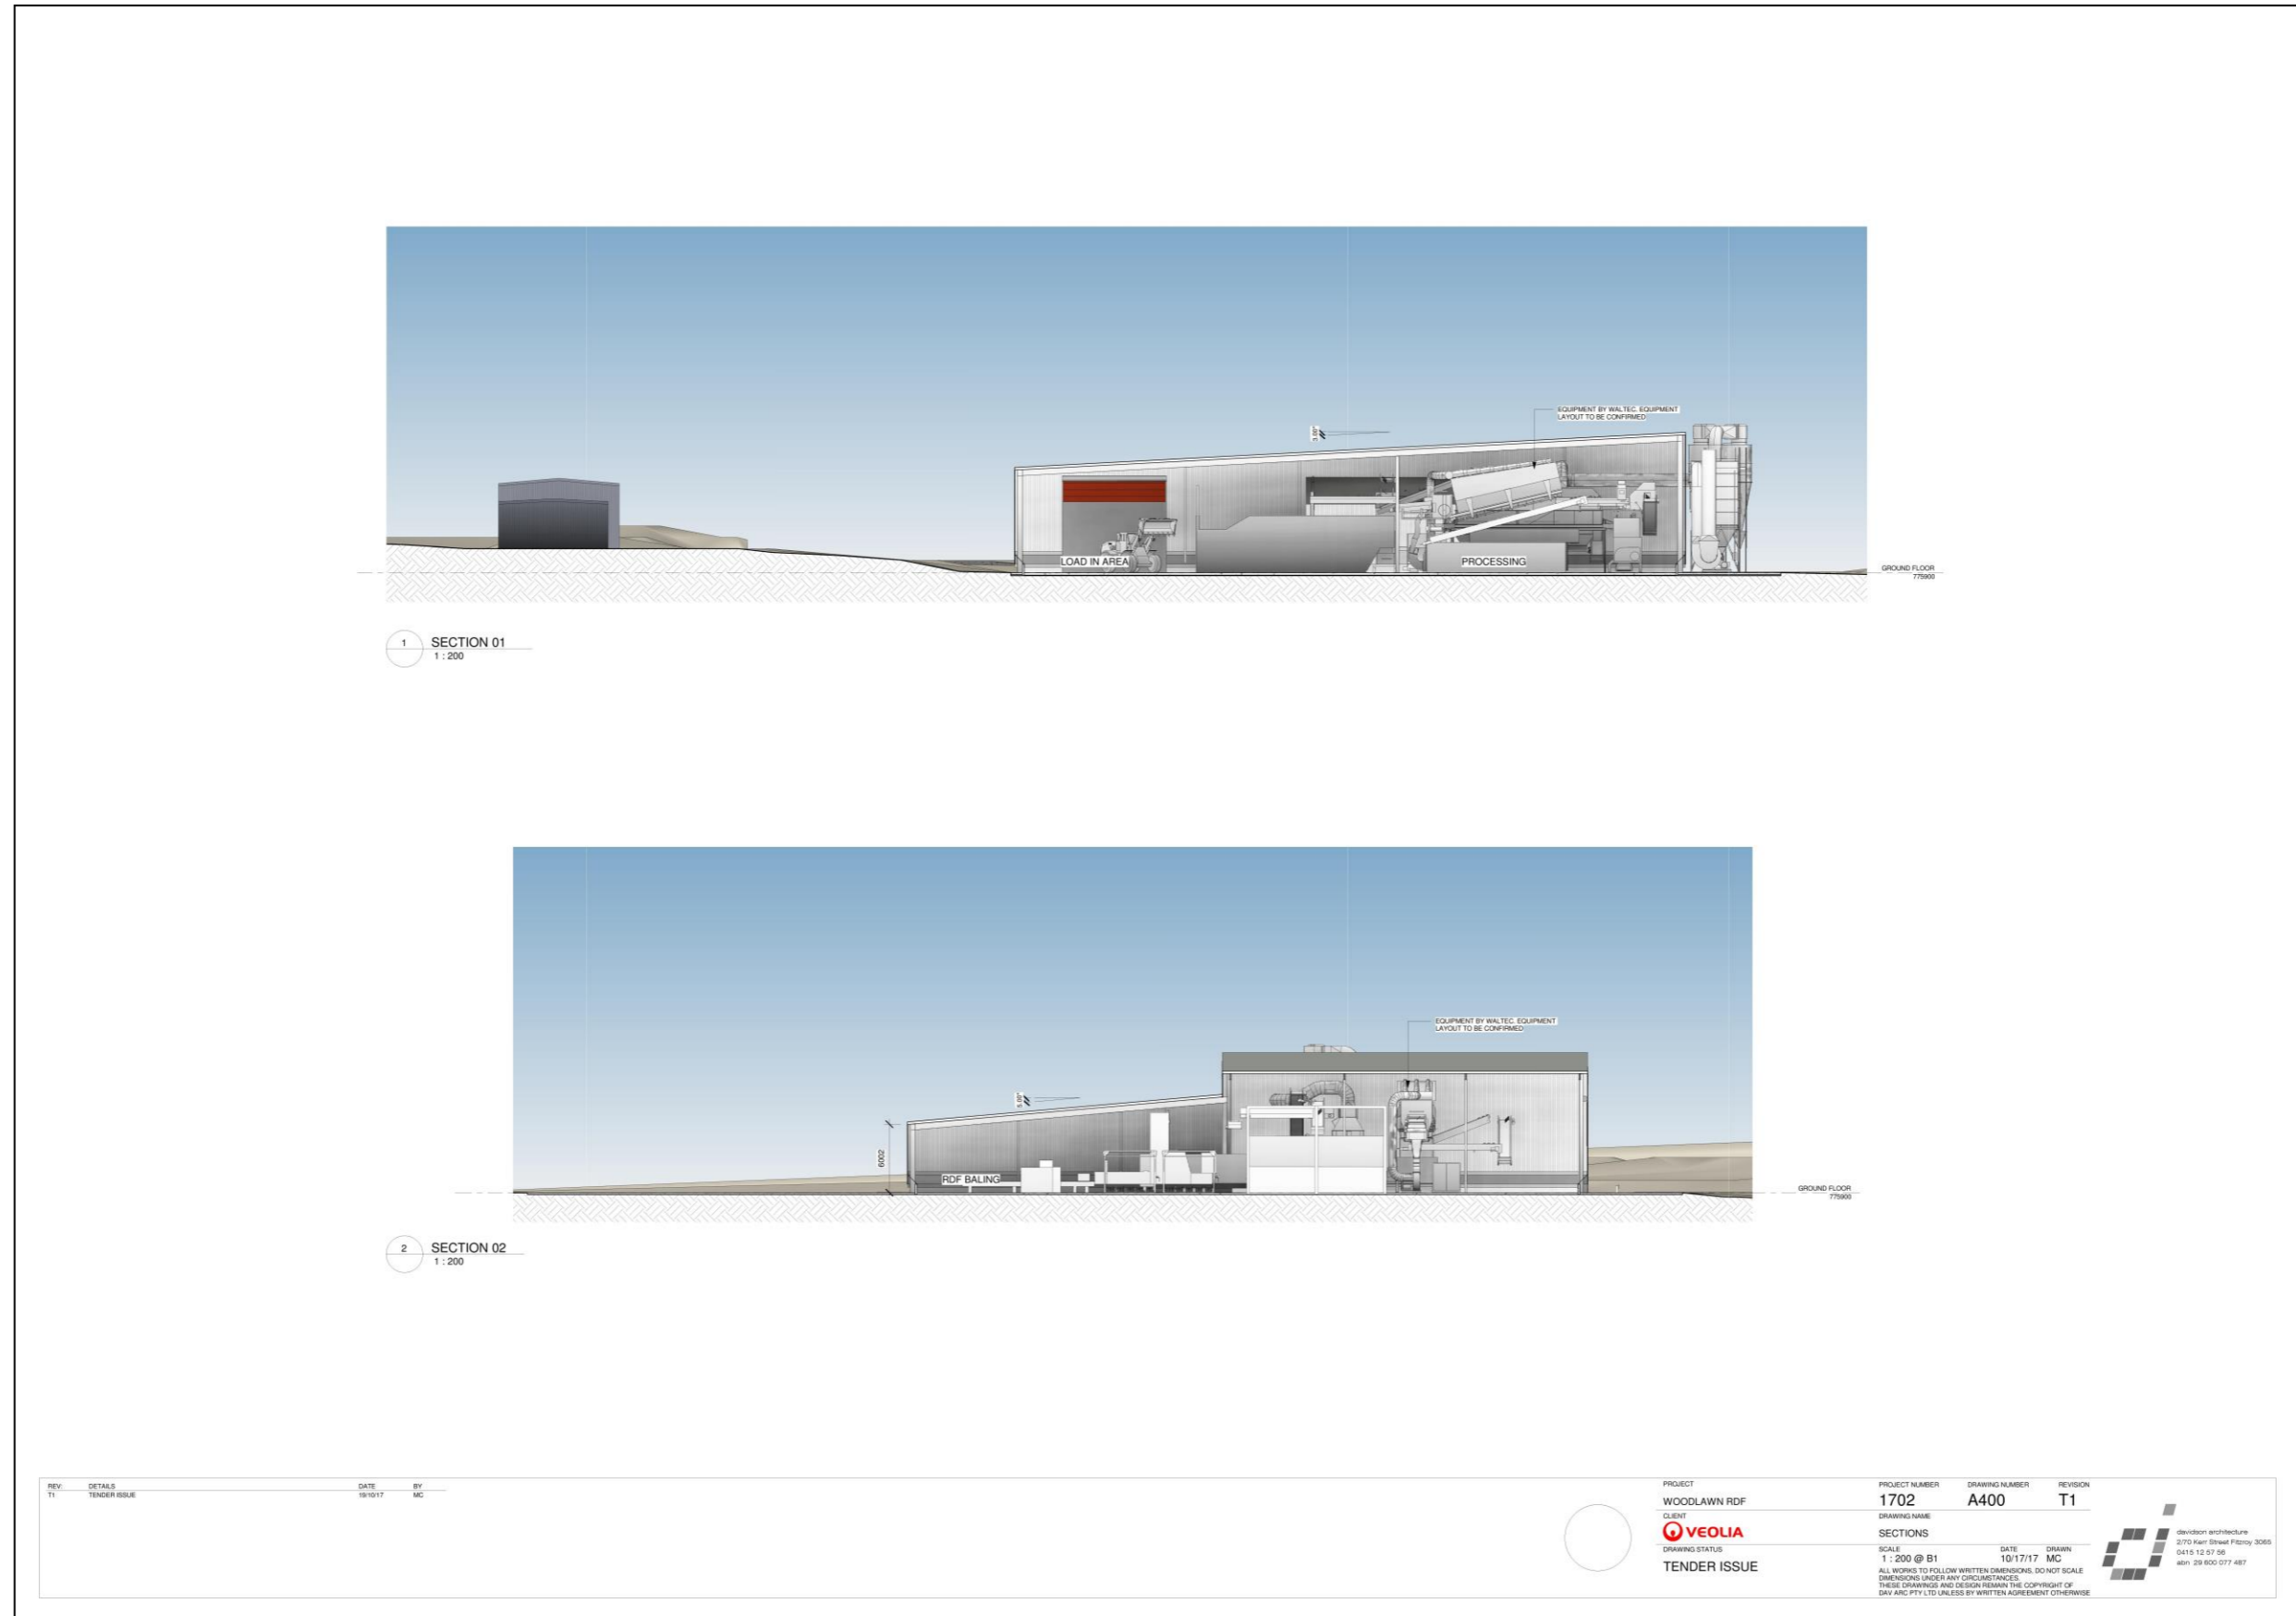 EQUIPMENT BY WALTEC. EQUIPMENT
LAYOUT TO BE CONFIRMED
3.00°
LOAD IN AREA
PROCESSING
GROUND FLOOR
775900
1
SECTION 01
1 : 200
EQUIPMENT BY WALTEC. EQUIPMENT
LAYOUT TO BE CONFIRMED
5.00°
6002
RDF BALING
GROUND FLOOR
775900
2
SECTION 02
1 : 200
REV: DETAILS DATE BY
T1 TENDER ISSUE 19/10/17 MC
PROJECT
WOODLAWN RDF
CLIENT
VEOLIA
DRAWING STATUS
TENDER ISSUE
PROJECT NUMBER DRAWING NUMBER REVISION
1702 A400 T1
DRAWING NAME
SECTIONS
SCALE DATE DRAWN
1 : 200 @ B1 10/17/17 MC
ALL WORKS TO FOLLOW WRITTEN DIMENSIONS, DO NOT SCALE
DIMENSIONS UNDER ANY CIRCUMSTANCES.
THESE DRAWINGS AND DESIGN REMAIN THE COPYRIGHT OF
DAV ARC PTY LTD UNLESS BY WRITTEN AGREEMENT OTHERWISE
davidson architecture
2/70 Kerr Street Fitzroy 3065
0415 12 57 56
abn 29 600 077 487